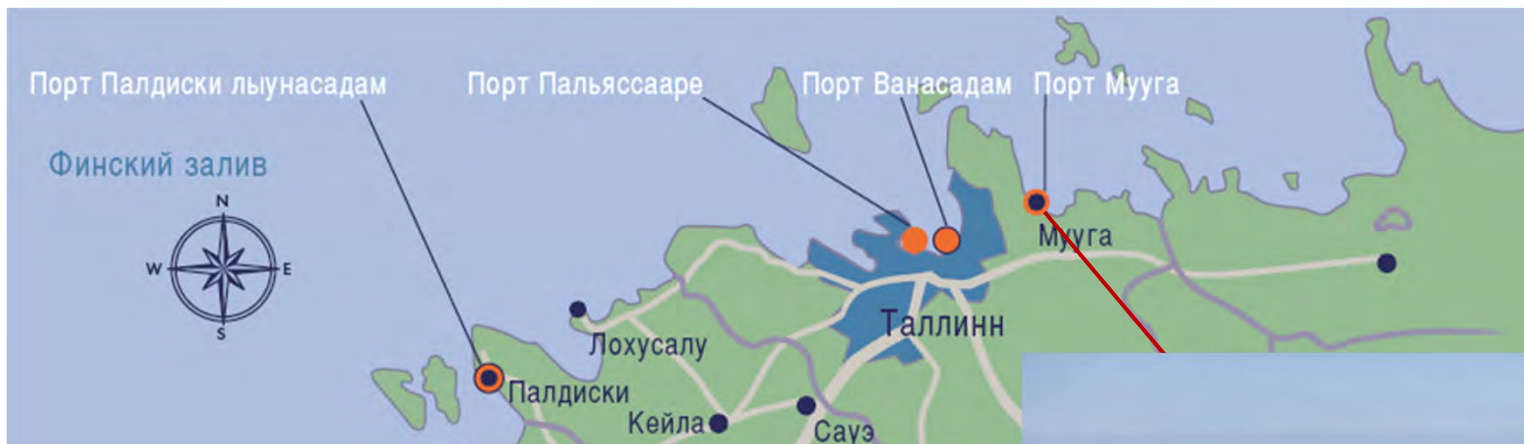 Порт Палдиски лыунасадам
Порт Пальяссааре
Порт Ванасадам
Порт Мууга
Финский залив
N
W
E
S
Мууга
Таллинн
Лохусалу
Палдиски
Кейла
Сауэ